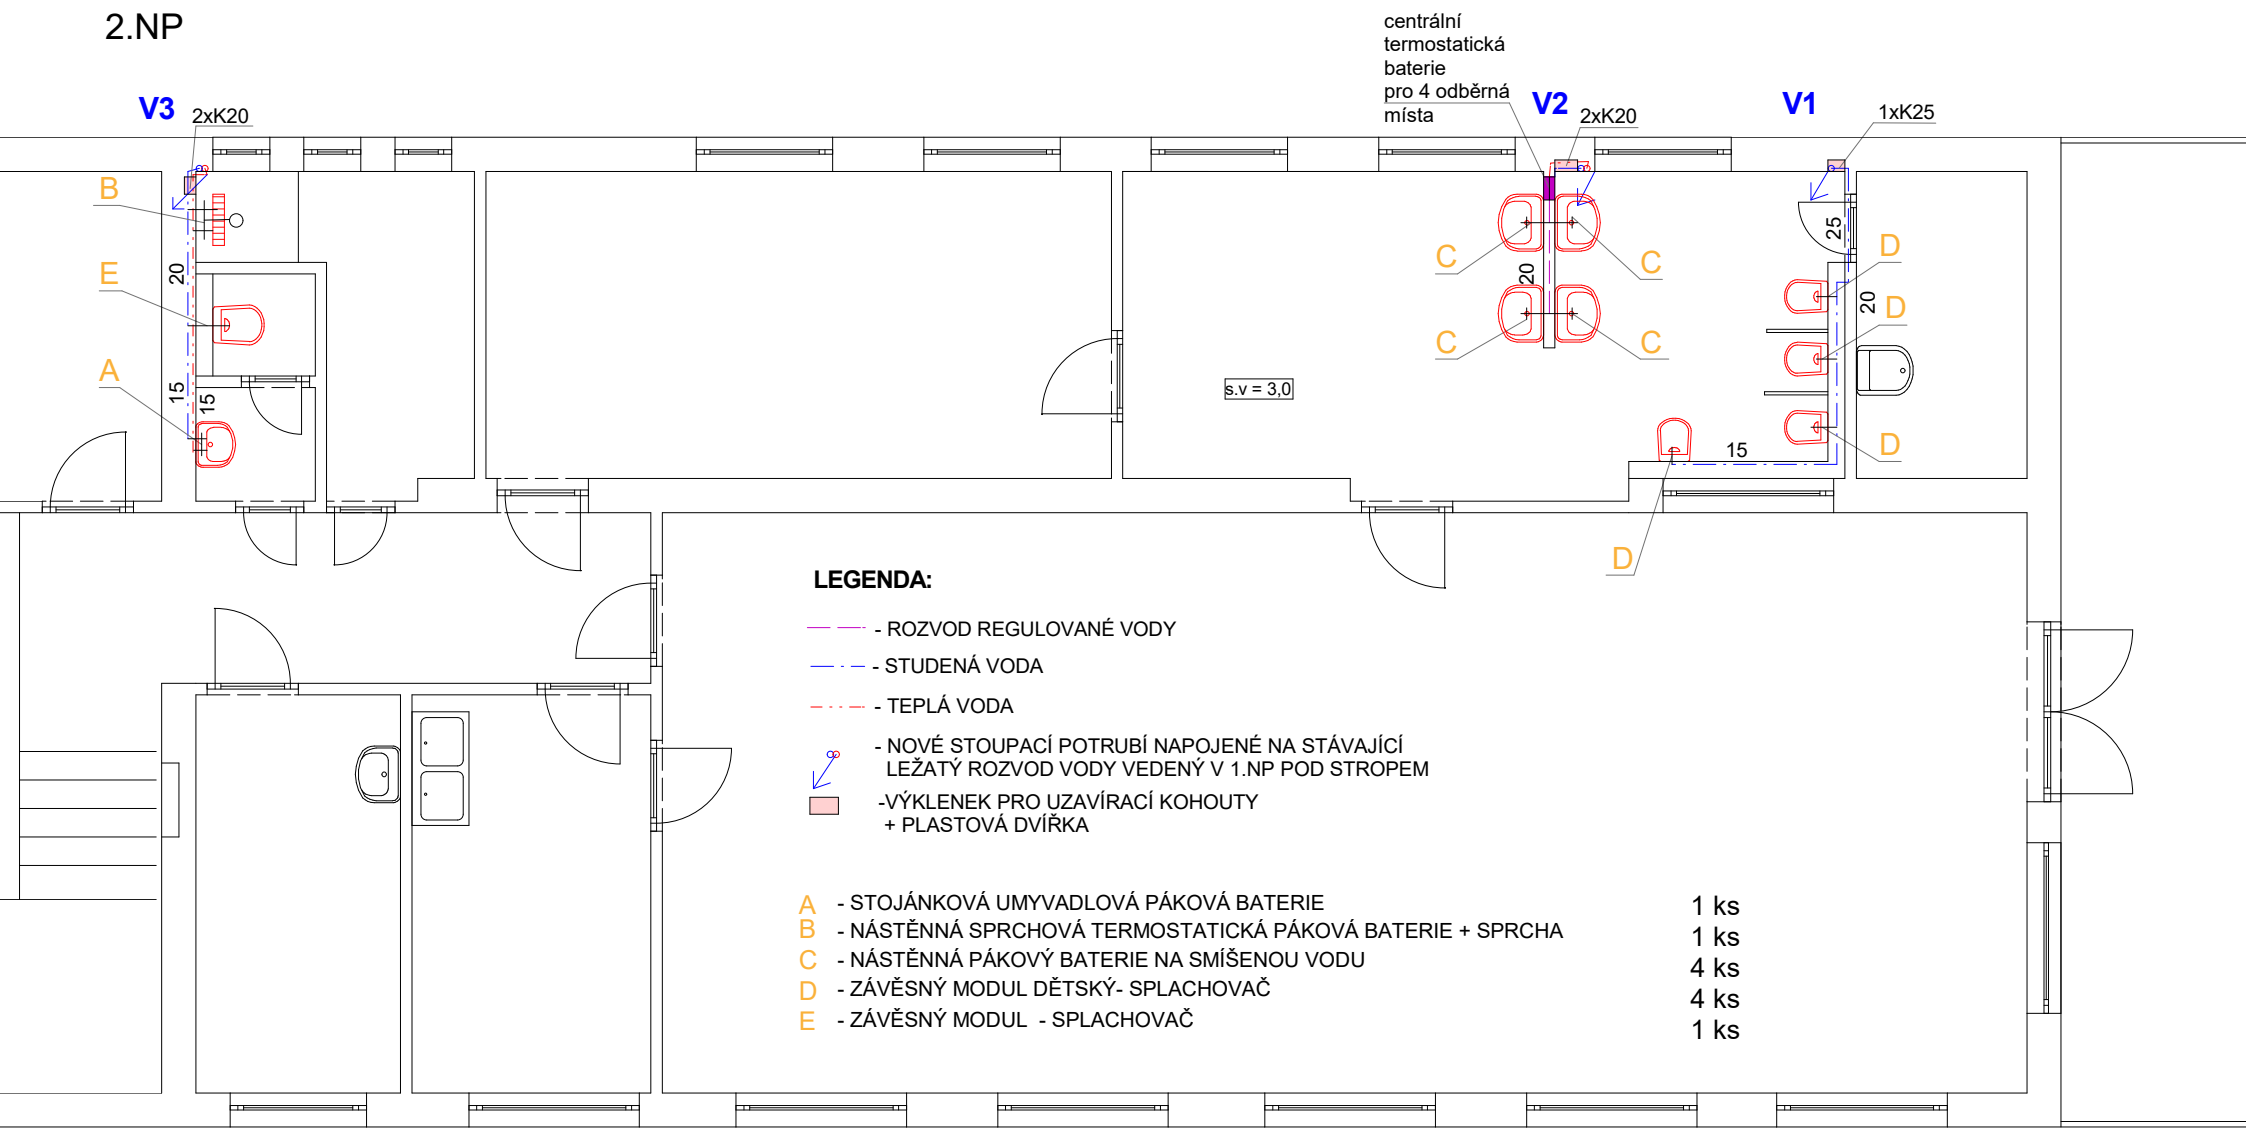 2.NP
centrální
termostatická
baterie
pro 4 odběrná
místa
V3
2xK20
V2
2xK20
V1
1xK25
B
E
A
20
15
15
C
C
C
C
20
25
D
20
D
D
15
D
s.v = 3,0
LEGENDA:
- ROZVOD REGULOVANÉ VODY
- STUDENÁ VODA
- TEPLÁ VODA
- NOVÉ STOUPACÍ POTRUBÍ NAPOJENÉ NA STÁVAJÍCÍ
LEŽATÝ ROZVOD VODY VEDENÝ V 1.NP POD STROPEM
-VÝKLENEK PRO UZAVÍRACÍ KOHOUTY
+ PLASTOVÁ DVÍŘKA
A - STOJÁNKOVÁ UMYVADLOVÁ PÁKOVÁ BATERIE 1 ks
B - NÁSTĚNNÁ SPRCHOVÁ TERMOSTATICKÁ PÁKOVÁ BATERIE + SPRCHA 1 ks
C - NÁSTĚNNÁ PÁKOVÝ BATERIE NA SMÍŠENOU VODU 4 ks
D - ZÁVĚSNÝ MODUL DĚTSKÝ- SPLACHOVAČ 4 ks
E - ZÁVĚSNÝ MODUL - SPLACHOVAČ 1 ks